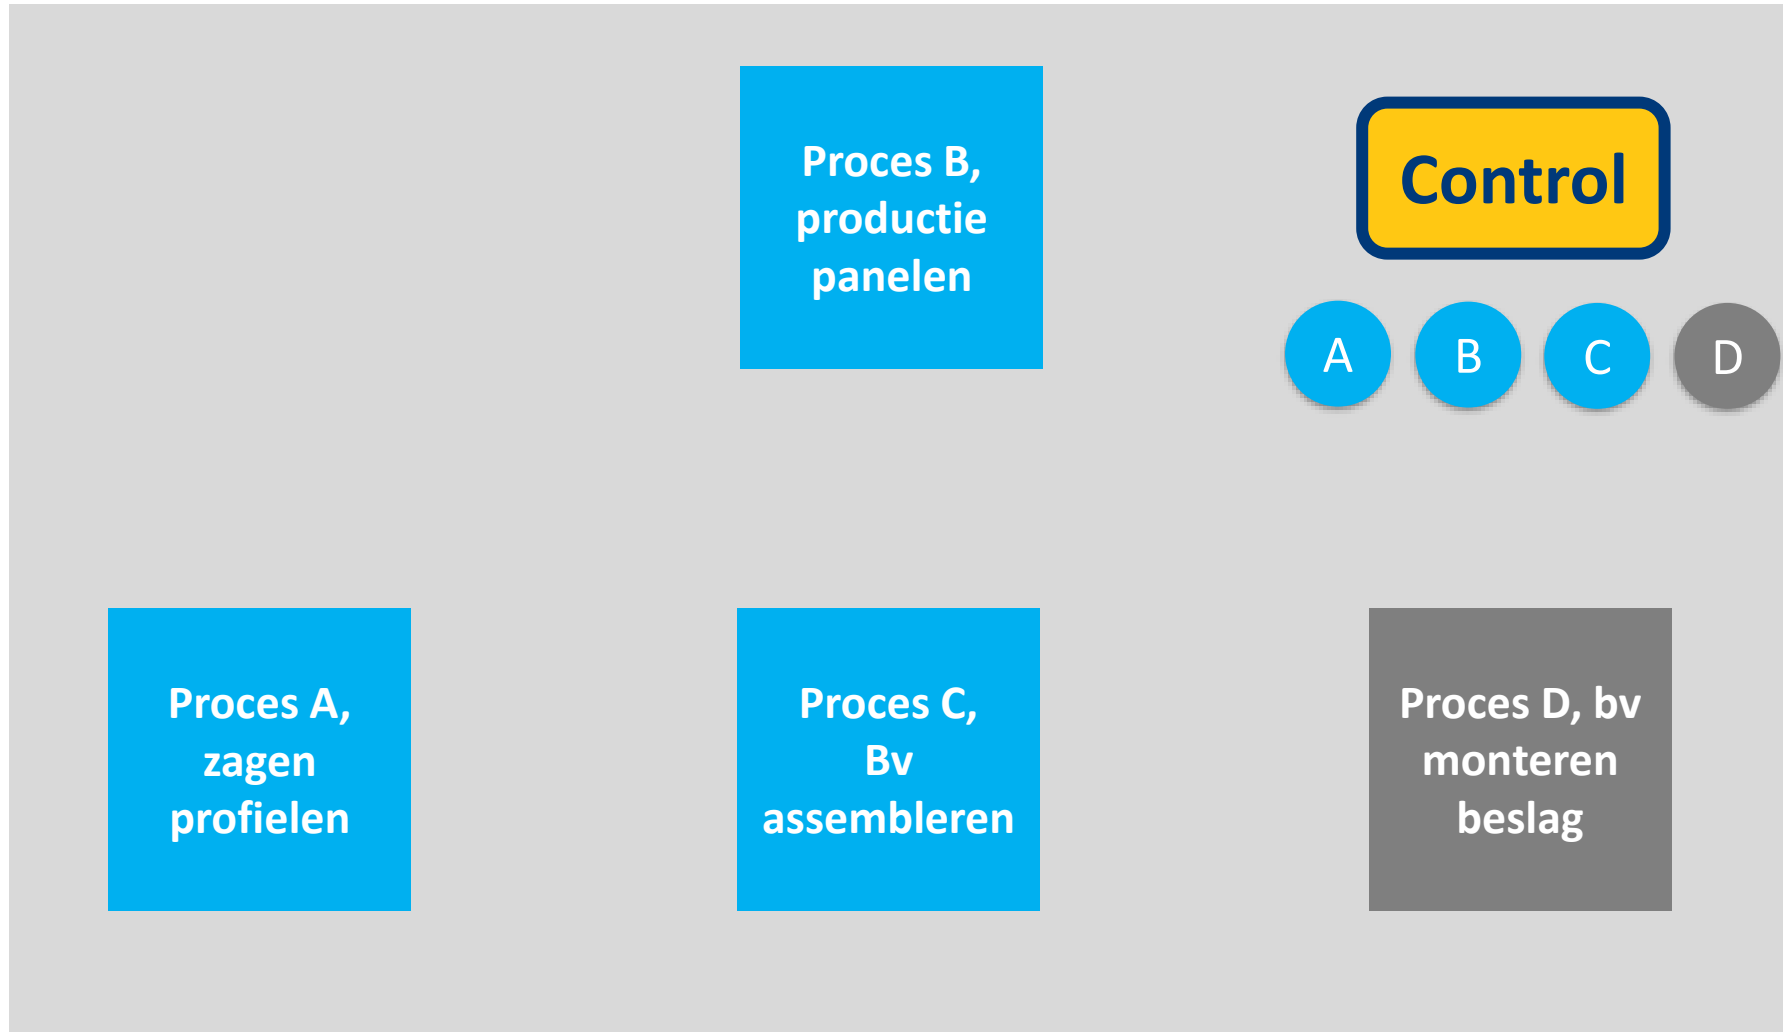 Proces B,
productie
panelen
Control
A
B
C
D
Proces A,
zagen
profielen
Proces C,
Bv
assembleren
Proces D, bv
monteren
beslag